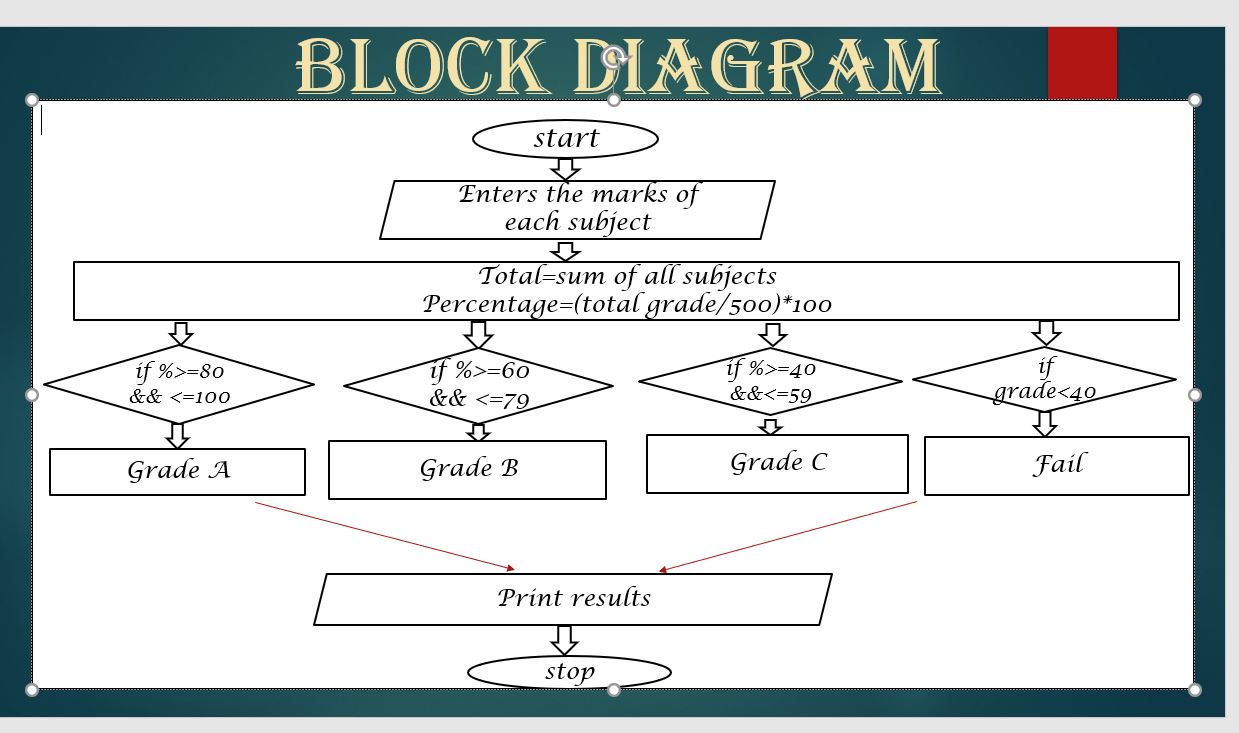 BLOCK DIAGRAM
start
Enters the marks of
each subject
Total=sum of all subjects
Percentage=(total grade/500)*100
if %>=80
&& <=100
if %>=60
&& <=79
if %>=40
&&<=59
if
grade<40
Grade A
Grade B
Grade C
Fail
Print results
stop